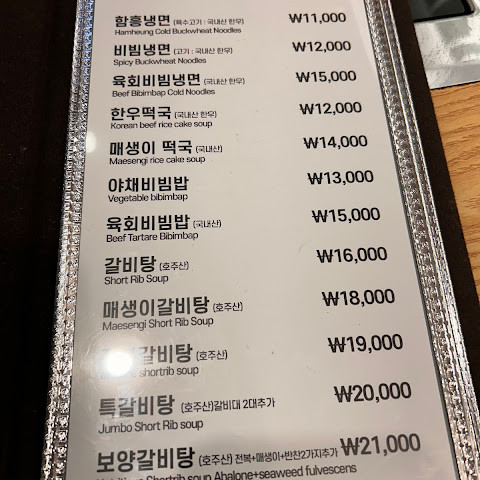 함흥냉면 (육수고기 : 국내산 한우) ₩11,000
Hamheung Cold Buckwheat Noodles
비빔냉면 (고기 : 국내산 한우) ₩12,000
Spicy Buckwheat Noodles
육회비빔냉면 (국내산 한우) ₩15,000
Beef Bibimbap Cold Noodles
한우떡국 (국내산 한우) ₩12,000
Korean beef rice cake soup
매생이 떡국 (국내산) ₩14,000
Maesengi rice cake soup
야채비빔밥 ₩13,000
Vegetable bibimbap
육회비빔밥 (국내산) ₩15,000
Beef Tartare Bibimbap
갈비탕 (호주산) ₩16,000
Short Rib Soup
매생이갈비탕 (호주산) ₩18,000
Maesengi Short Rib Soup
갈비탕 (호주산) ₩19,000
shortrib soup
특갈비탕 (호주산)갈비대 2대추가 ₩20,000
Jumbo Short Rib soup
보양갈비탕 (호주산) 전복+매생이+반찬2가지추가 ₩21,000
Shortrib soup Abalone+seaweed fulvescens